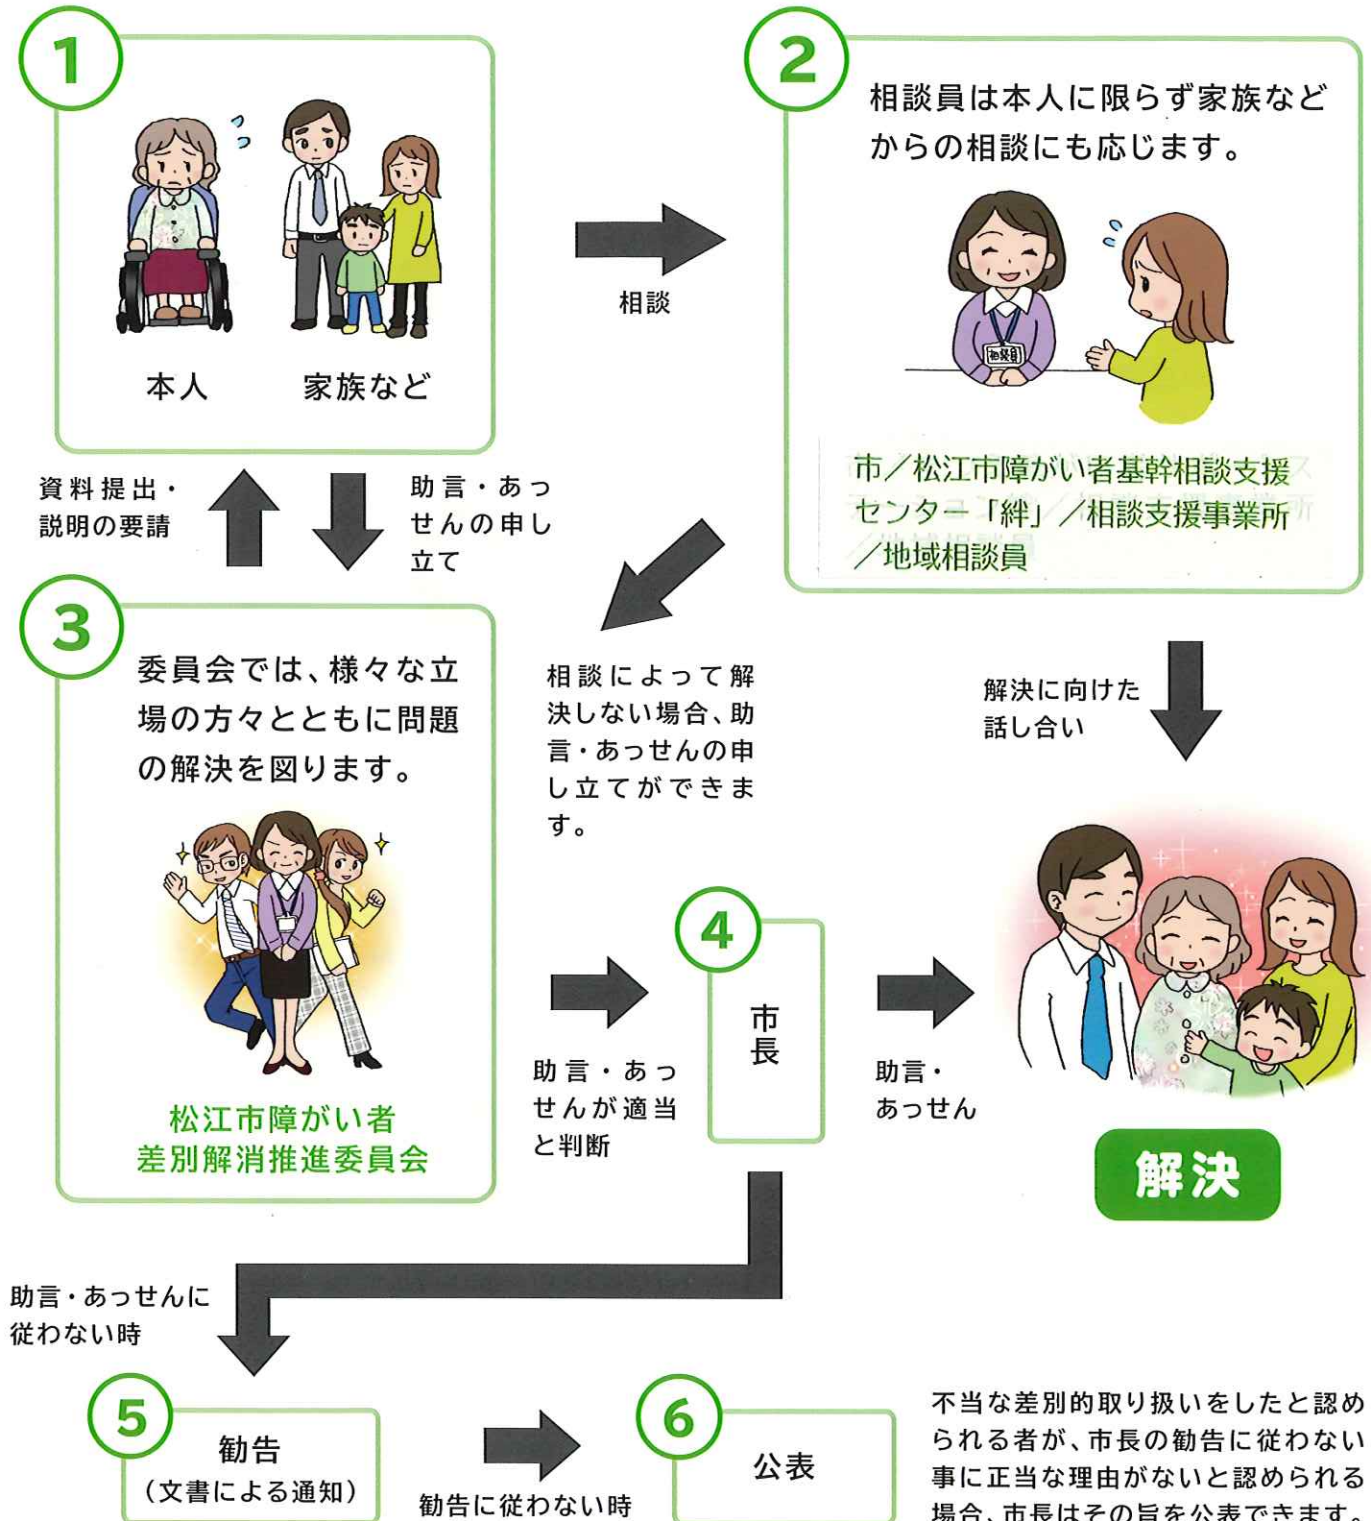 1
本人
家族など
相談
2
相談員は本人に限らず家族など
からの相談にも応じます。
相談員
市／松江市障がい者基幹相談支援
センター「絆」／相談支援事業所
／地域相談員
資料提出・
説明の要請
助言・あっ
せんの申し
立て
3
委員会では、様々な立
場の方々とともに問題
の解決を図ります。
松江市障がい者
差別解消推進委員会
相談によって解
決しない場合、助
言・あっせんの申
し立てができま
す。
解決に向けた
話し合い
助言・あっ
せんが適当
と判断
4
市長
助言・
あっせん
解決
助言・あっせんに
従わない時
5
勧告
（文書による通知）
勧告に従わない時
6
公表
不当な差別的取り扱いをしたと認め
られる者が、市長の勧告に従わない
事に正当な理由がないと認められる
場合、市長はその旨を公表できます。